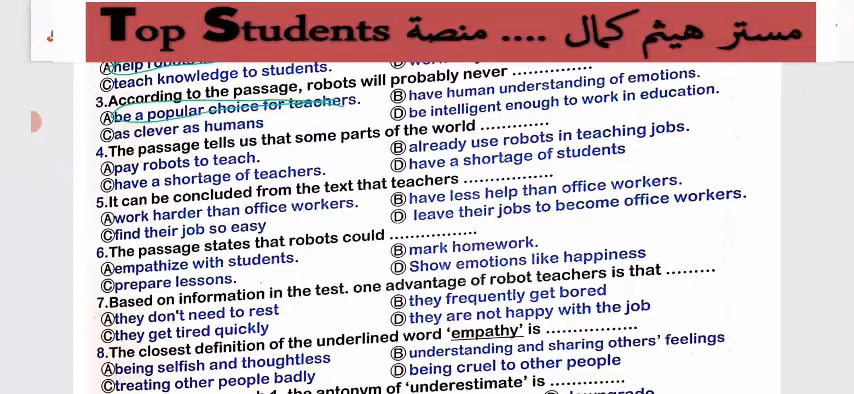 Top Students مستر هيثم كمال .... منصة
Ⓐhelp robots
Ⓒteach knowledge to students.
3.According to the passage, robots will probably never ..............
Ⓐbe a popular choice for teachers. Ⓑhave human understanding of emotions.
Ⓒas clever as humans Ⓓbe intelligent enough to work in education.
4.The passage tells us that some parts of the world ............
Ⓐpay robots to teach. Ⓑalready use robots in teaching jobs.
Ⓒhave a shortage of teachers. Ⓓhave a shortage of students
5.It can be concluded from the text that teachers .................
Ⓐwork harder than office workers. Ⓑhave less help than office workers.
Ⓒfind their job so easy Ⓓ leave their jobs to become office workers.
6.The passage states that robots could .................
Ⓐempathize with students. Ⓑmark homework.
Ⓒprepare lessons. Ⓓ Show emotions like happiness
7.Based on information in the test. one advantage of robot teachers is that .........
Ⓐthey don't need to rest Ⓑthey frequently get bored
Ⓒthey get tired quickly Ⓓthey are not happy with the job
8.The closest definition of the underlined word ‘empathy’ is .................
Ⓐbeing selfish and thoughtless Ⓑunderstanding and sharing others’ feelings
Ⓒtreating other people badly Ⓓbeing cruel to other people
the antonym of ‘underestimate’ is ..............